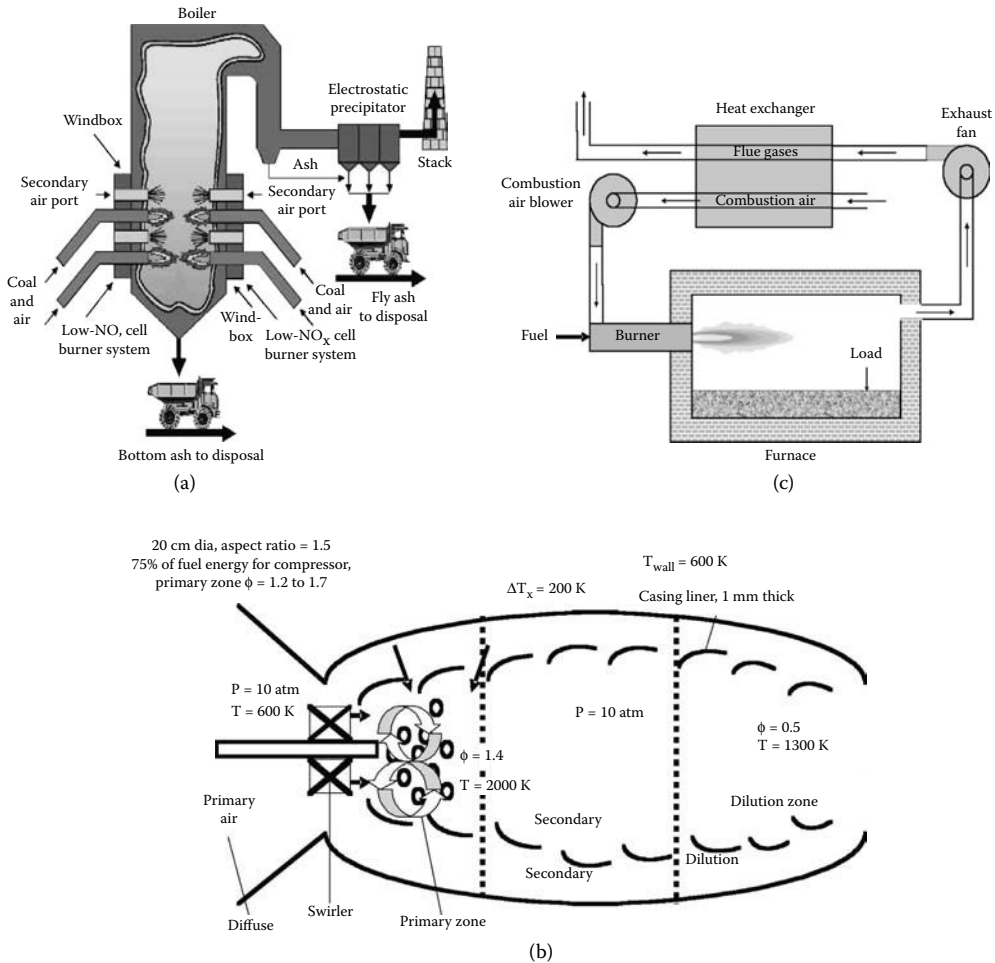 Boiler
Electrostatic
precipitator
Windbox
Ash
Stack
Secondary
air port
Secondary
air port
Coal
and
air
Coal
and air
Fly ash
to disposal
Low-NO, cell
burner system
Wind-
box
Low-NOx cell
burner system
Bottom ash to disposal
(a)
Heat exchanger
Exhaust
fan
Flue gases
Combustion
air blower
Combustion air
Fuel
Burner
Load
Furnace
(c)
20 cm dia, aspect ratio = 1.5
75% of fuel energy for compressor,
primary zone ϕ = 1.2 to 1.7
ΔTx = 200 K
Twall = 600 K
Casing liner, 1 mm thick
P = 10 atm
T = 600 K
P = 10 atm
ϕ = 0.5
T = 1300K
ϕ = 1.4
T = 2000 K
Primary
air
Secondary
Dilution zone
Secondary
Dilution
Swirler
Diffuse
Primary zone
(b)